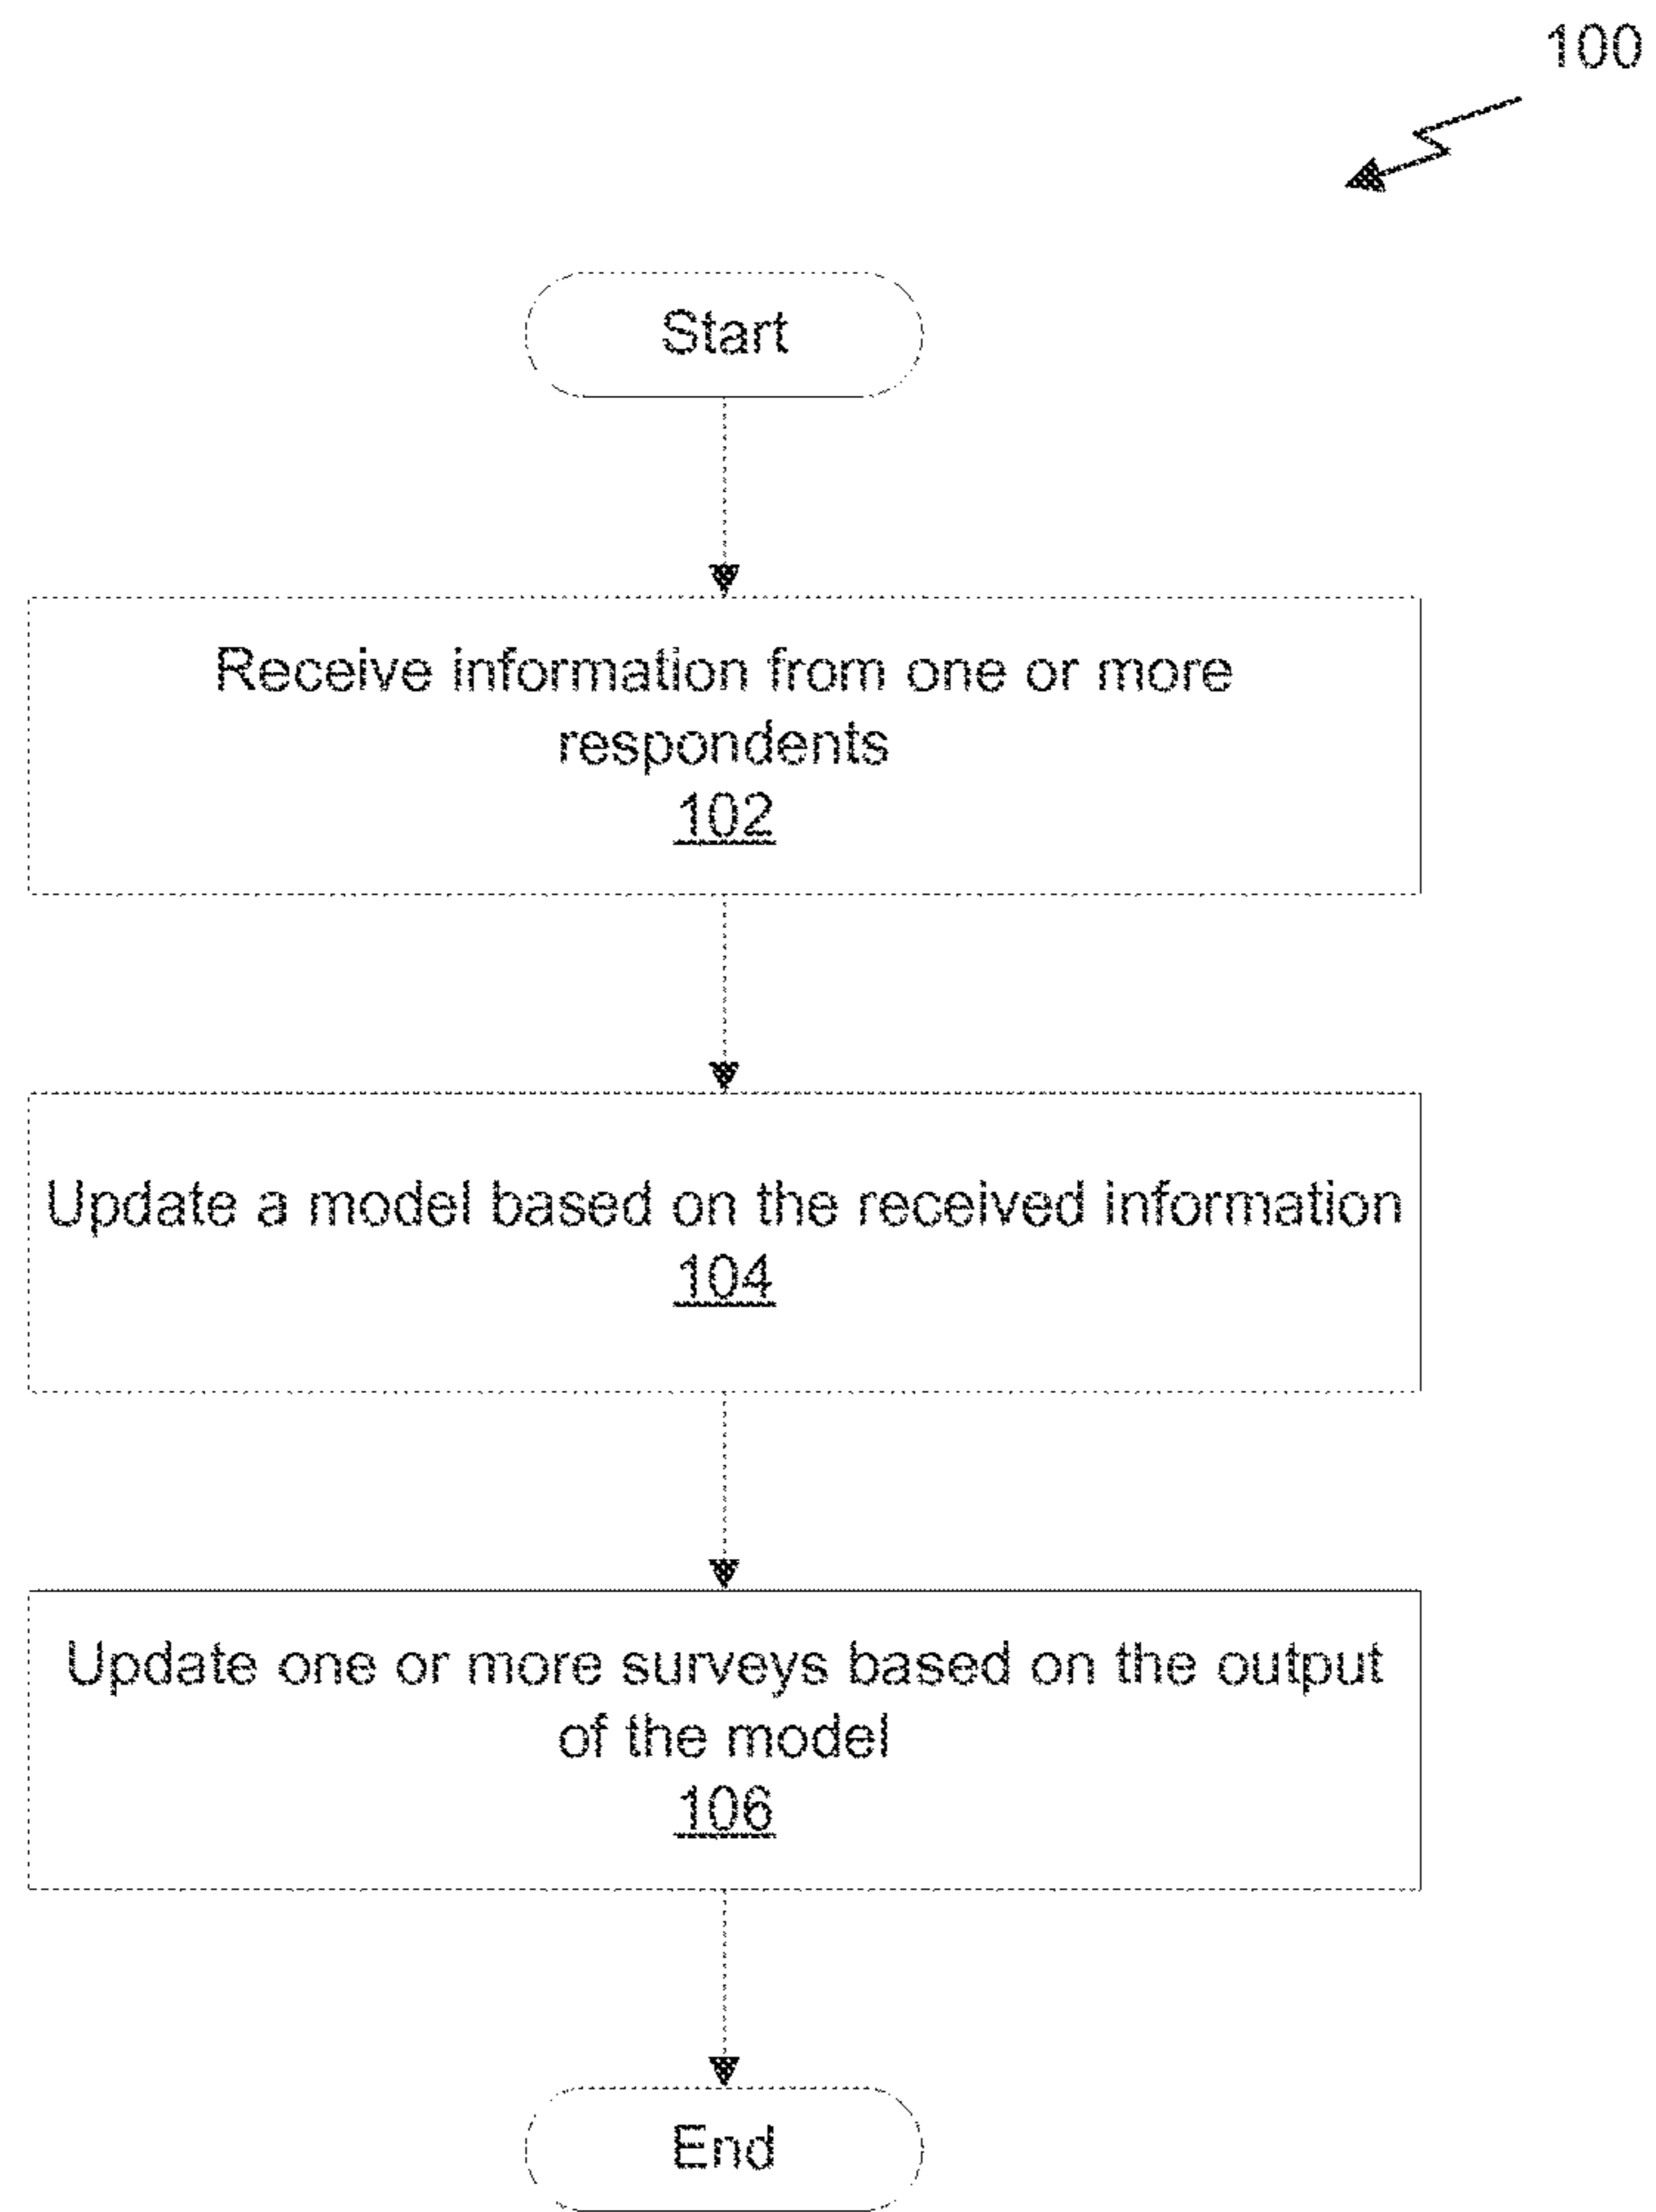 100
Start
Receive information from one or more
respondents
102
Update a model based on the received information
104
Update one or more surveys based on the output
of the model
106
End